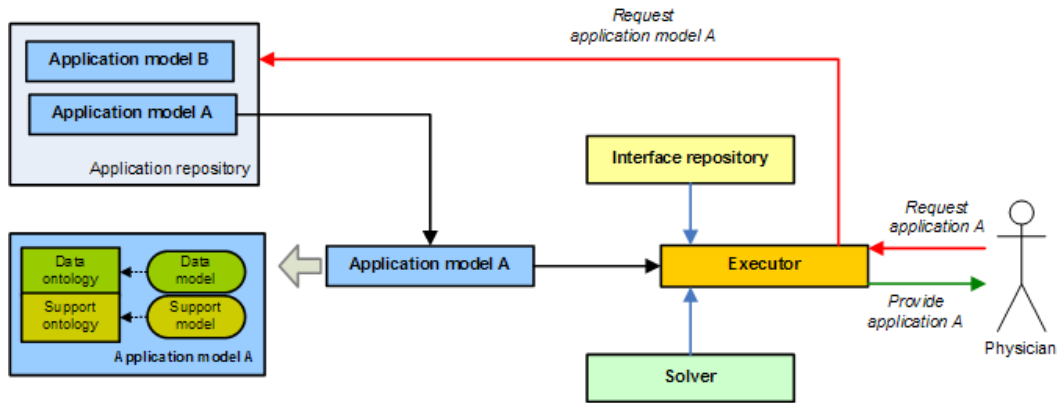 Request
application model A
Application model B
Application model A
Application repository
Interface repository
Request
application A
Data
ontology
Data
model
Support
ontology
Support
model
Application model A
Application model A
Executor
Provide
application A
Physician
Solver